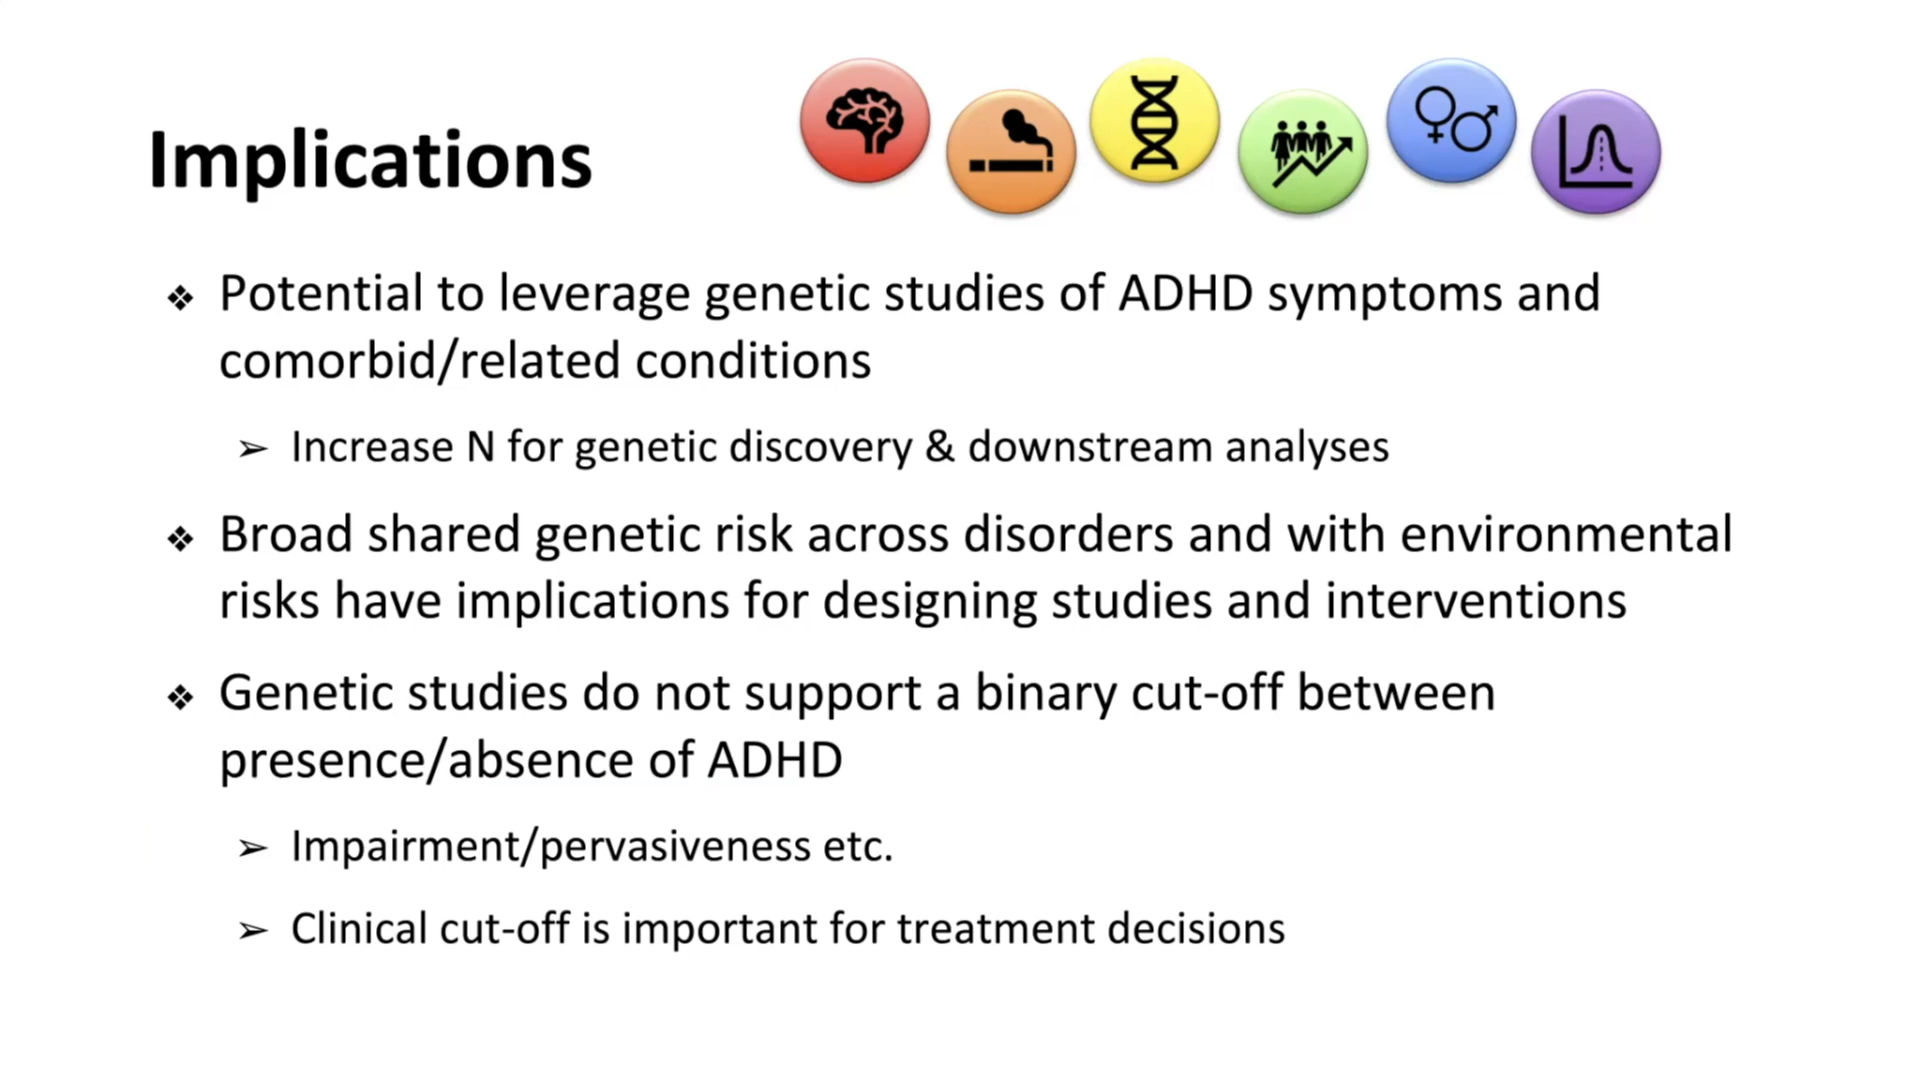 Implications
❖ Potential to leverage genetic studies of ADHD symptoms and
comorbid/related conditions
➢ Increase N for genetic discovery & downstream analyses
❖ Broad shared genetic risk across disorders and with environmental
risks have implications for designing studies and interventions
❖ Genetic studies do not support a binary cut-off between
presence/absence of ADHD
➢ Impairment/pervasiveness etc.
➢ Clinical cut-off is important for treatment decisions